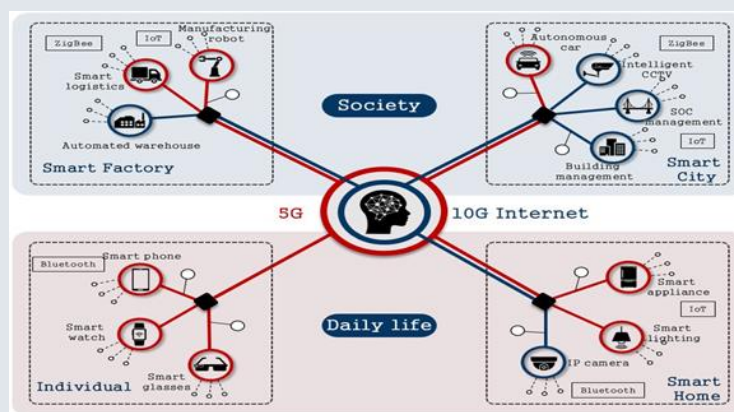 ZigBee
IoT
Manufacturing
robot
Smart
logistics
Automated warehouse
Smart Factory
Society
Autonomous
car
ZigBee
Intelligent
CCTV
SOC
management
IoT
Building
management
Smart
City
5G
10G Internet
Smart phone
Bluetooth
Smart
watch
Smart
glasses
Individual
Daily life
Smart
appliance
IoT
Smart
lighting
IP camera
Bluetooth
Smart
Home